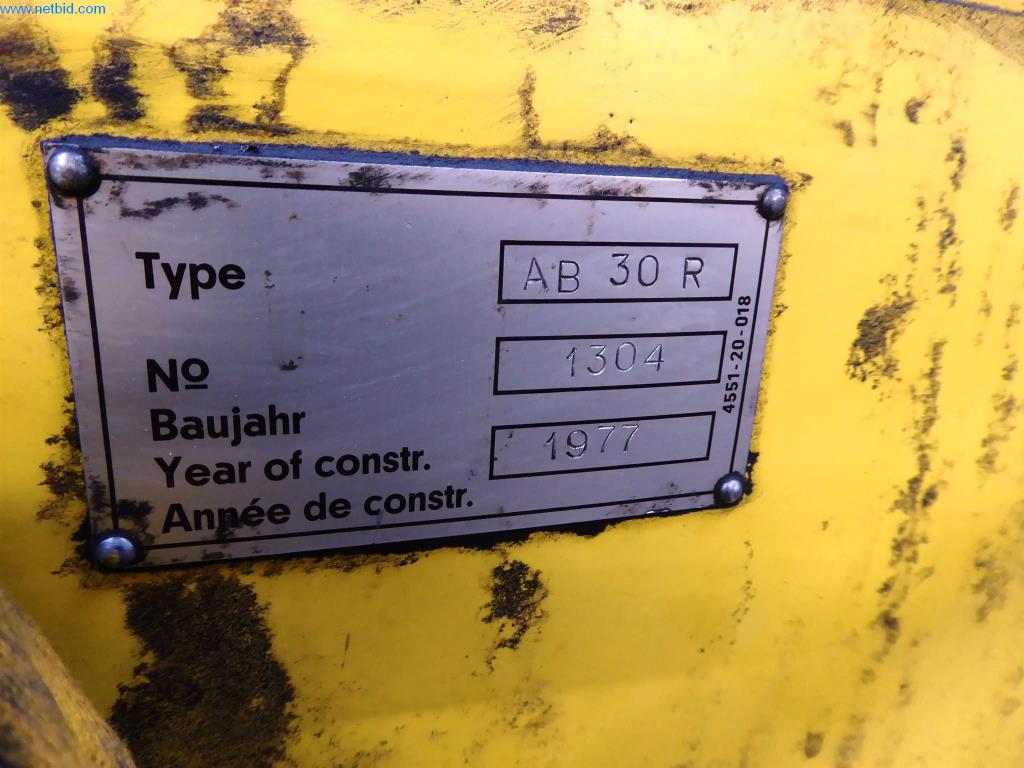 www.netbid.com
Type AB 30 R
Nº 1304
Baujahr
Year of constr. 1977
Année de constr.
4551-20-018